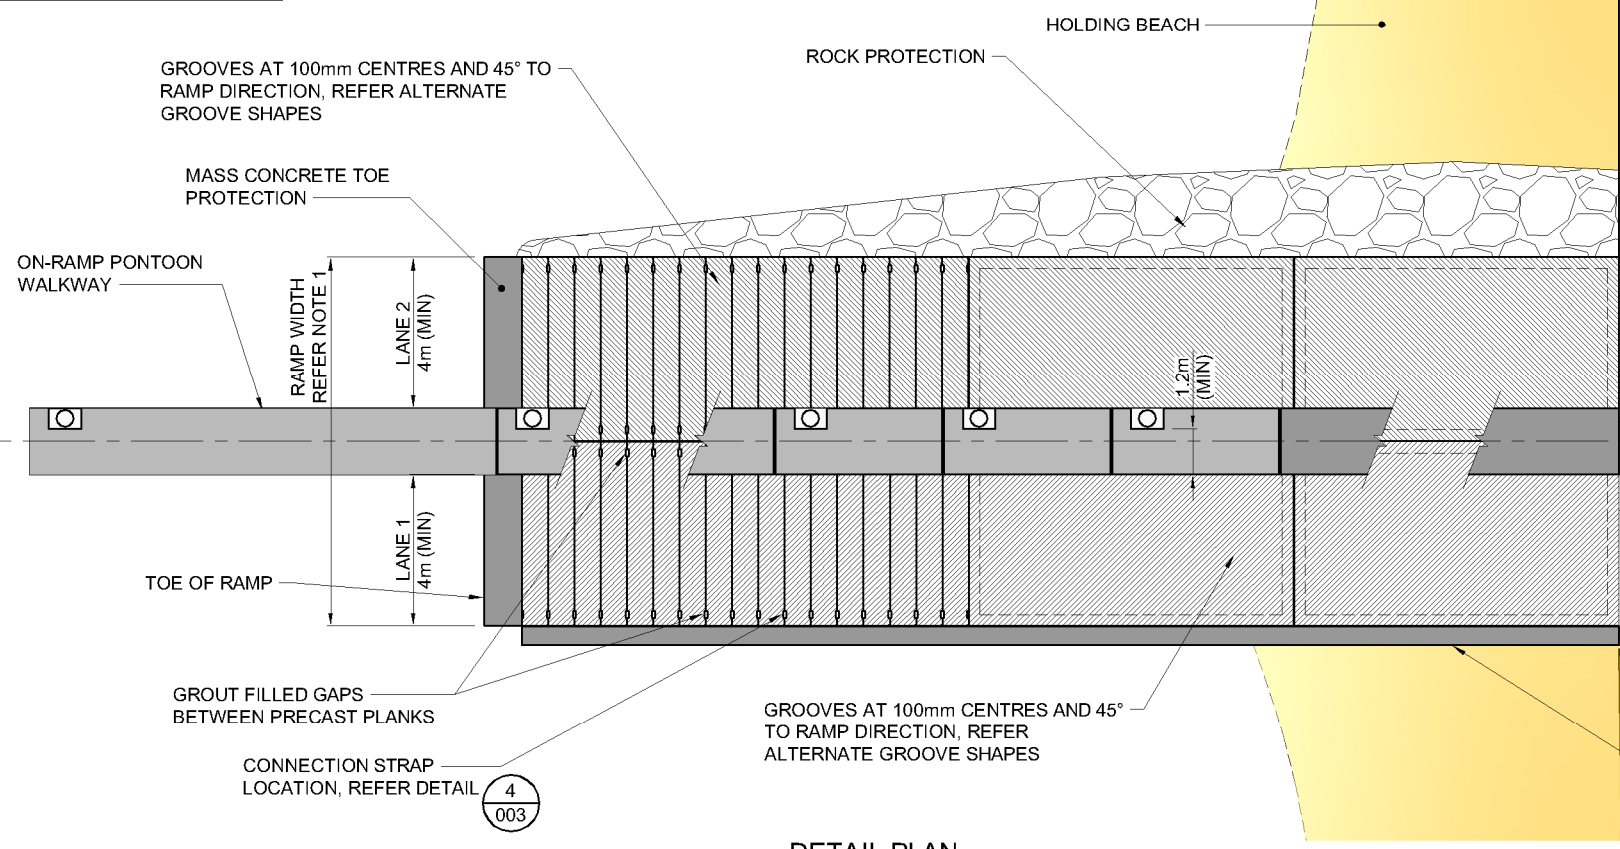 HOLDING BEACH
ROCK PROTECTION
GROOVES AT 100mm CENTRES AND 45° TO
RAMP DIRECTION, REFER ALTERNATE
GROOVE SHAPES
MASS CONCRETE TOE
PROTECTION
ON-RAMP PONTOON
WALKWAY
RAMP WIDTH
REFER NOTE 1
LANE 2
4m (MIN)
1.2m
(MIN)
LANE 1
4m (MIN)
TOE OF RAMP
GROUT FILLED GAPS
BETWEEN PRECAST PLANKS
GROOVES AT 100mm CENTRES AND 45°
TO RAMP DIRECTION, REFER
ALTERNATE GROOVE SHAPES
CONNECTION STRAP
LOCATION, REFER DETAIL
4
003
DETAIL PLAN